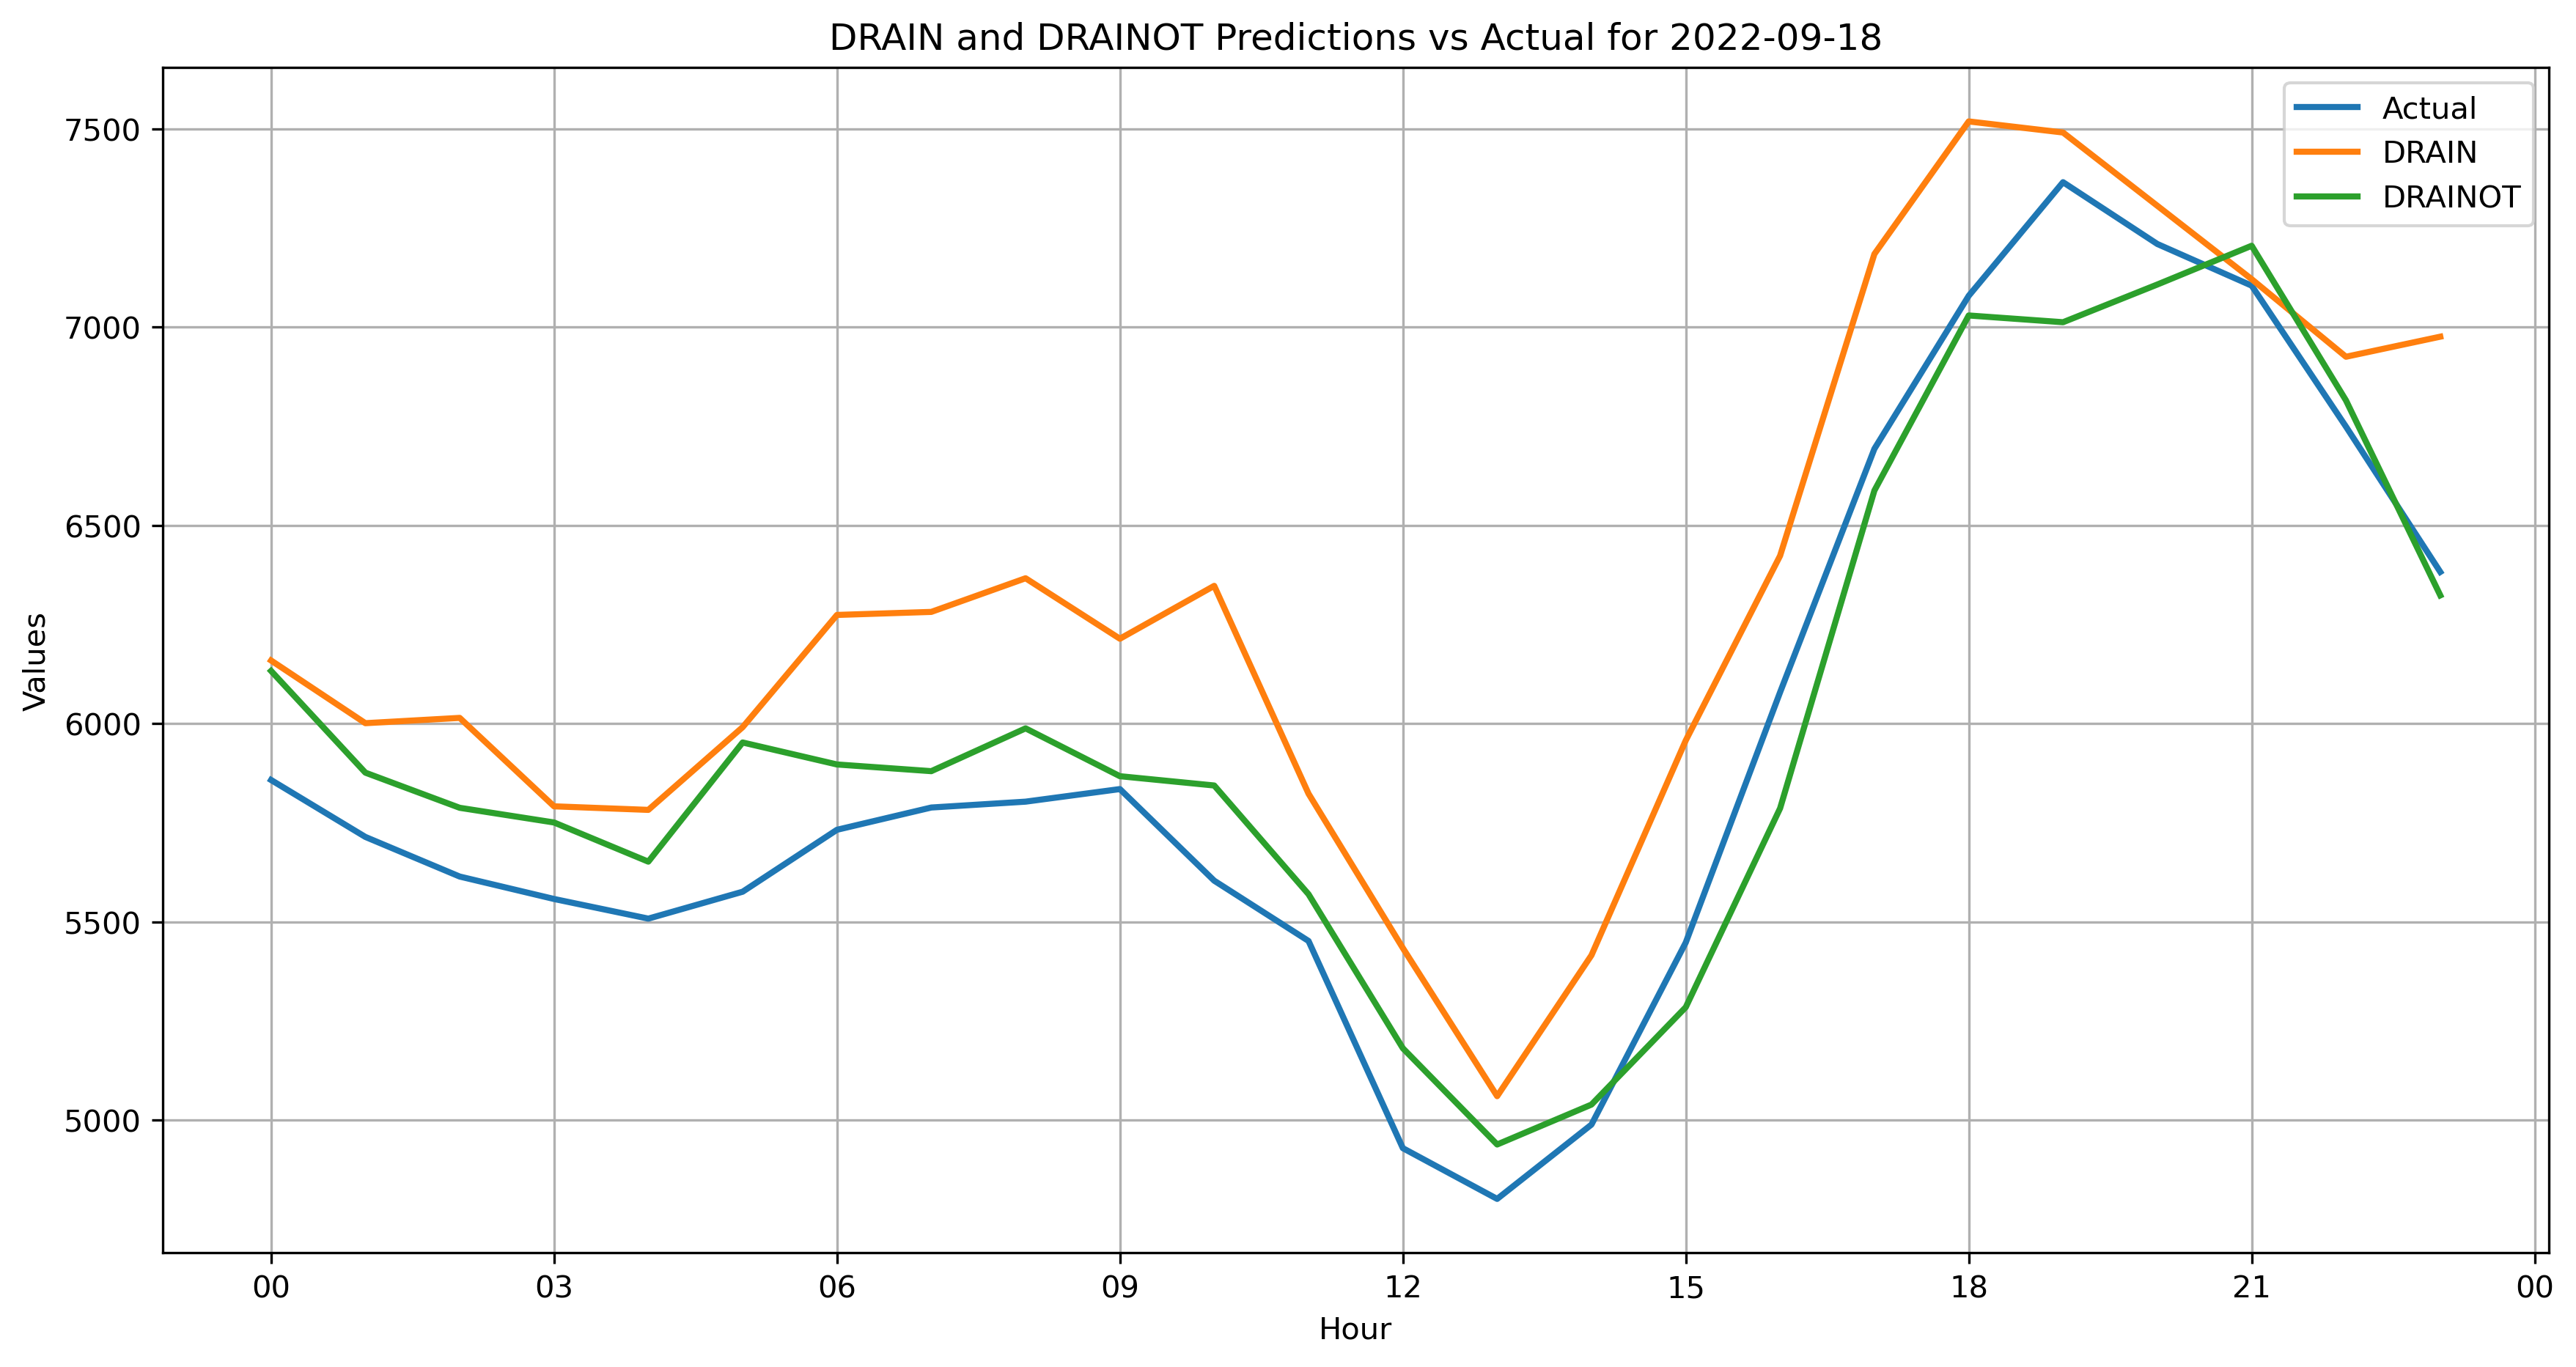 DRAIN and DRAINOT Predictions vs Actual for 2022-09-18
Actual
DRAIN
DRAINOT
7500
7000
6500
6000
5500
5000
Values
00 03 06 09 12 15 18 21 00
Hour